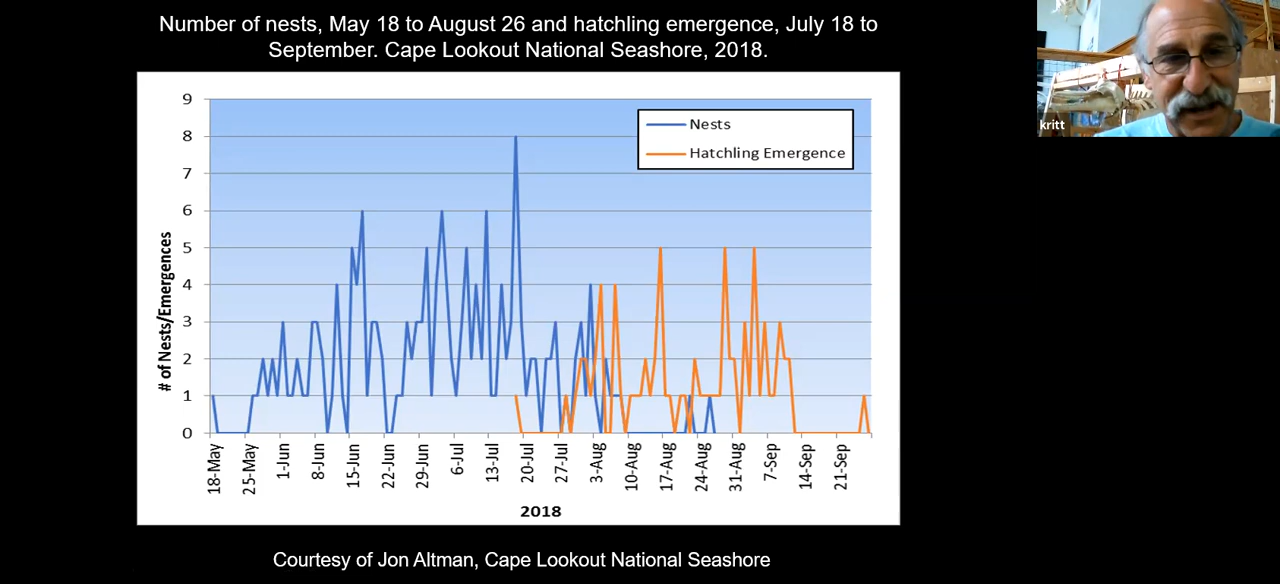 Number of nests, May 18 to August 26 and hatchling emergence, July 18 to
September. Cape Lookout National Seashore, 2018.
kritt
Nests
Hatchling Emergence
# of Nests/Emergences
9
8
7
6
5
4
3
2
1
0
18-May
25-May
1-Jun
8-Jun
15-Jun
22-Jun
29-Jun
6-Jul
13-Jul
20-Jul
27-Jul
3-Aug
10-Aug
17-Aug
24-Aug
31-Aug
7-Sep
14-Sep
21-Sep
2018
Courtesy of Jon Altman, Cape Lookout National Seashore